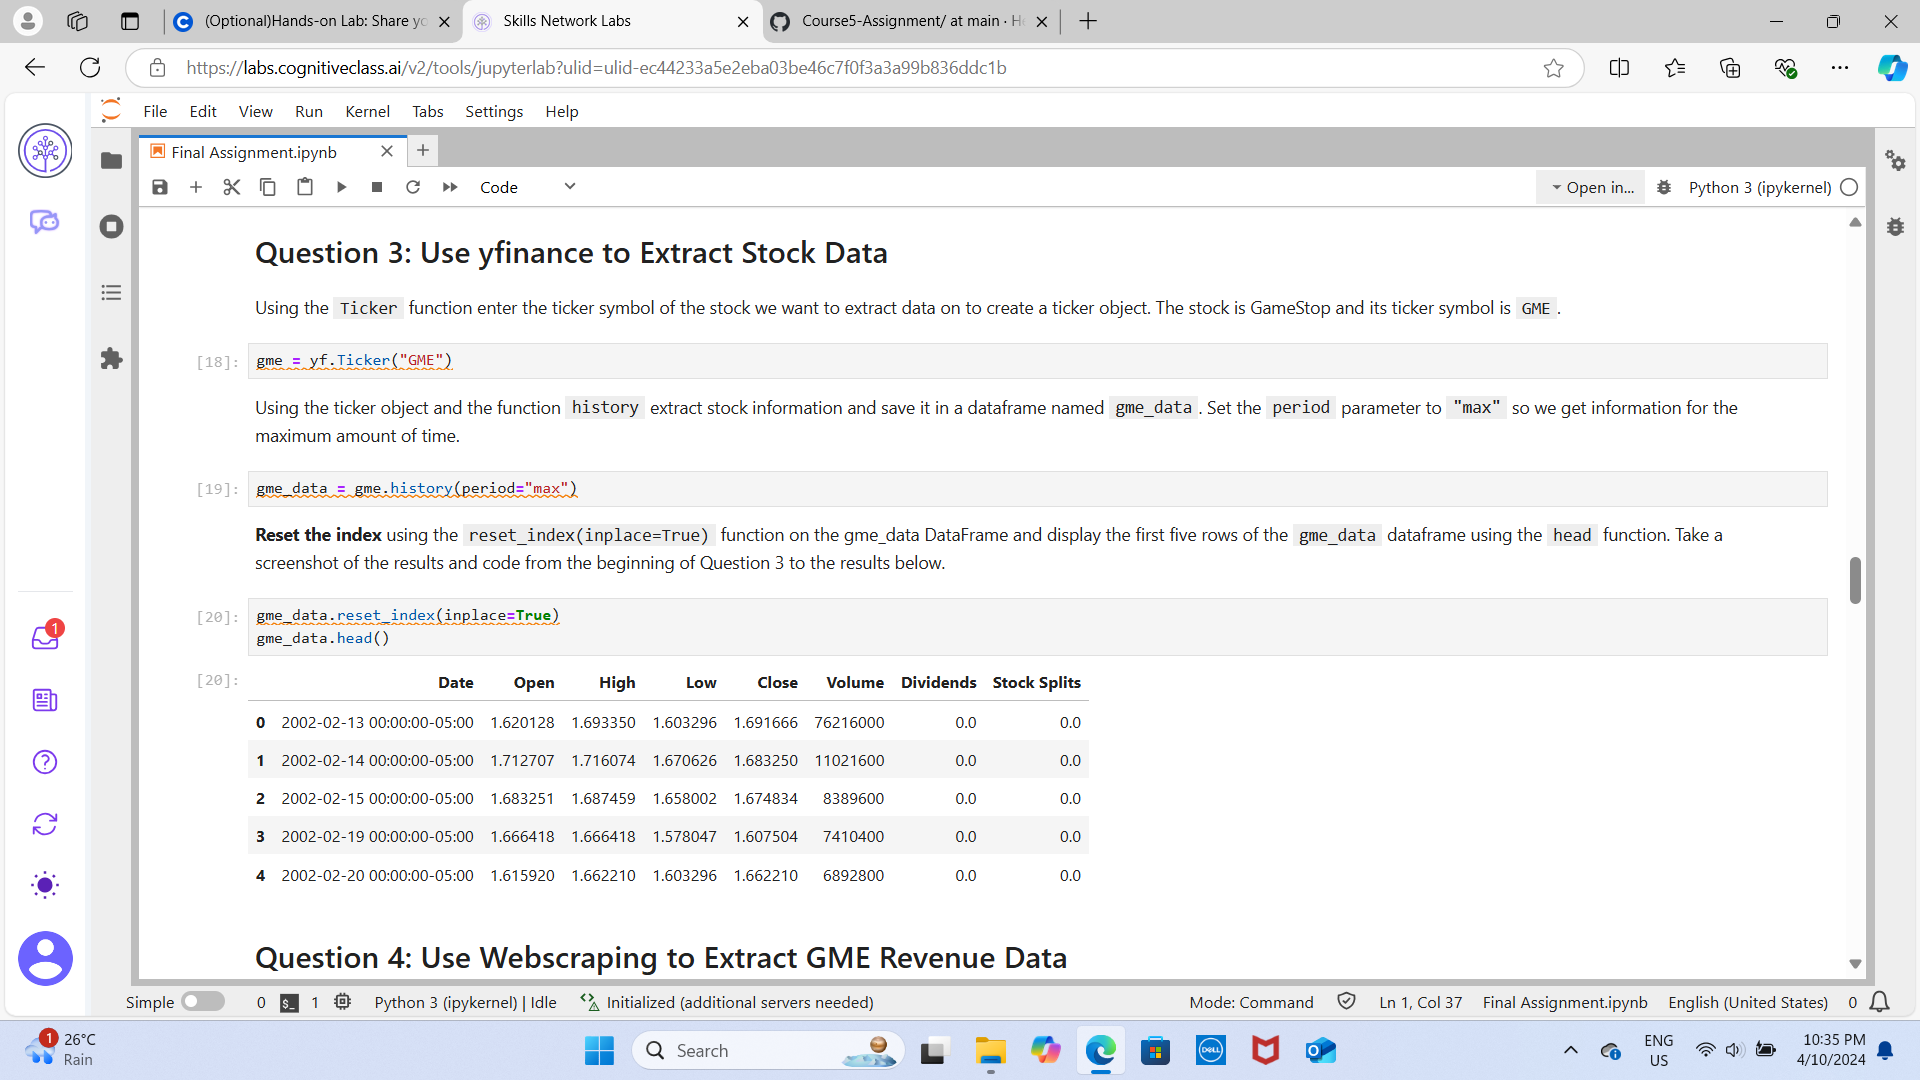 (Optional)Hands-on Lab: Share yo
Skills Network Labs
Course5-Assignment/ at main · He
https://labs.cognitiveclass.ai/v2/tools/jupyterlab?ulid=ulid-ec44233a5e2eba03be46c7f0f3a3a99b836ddc1b
File Edit View Run Kernel Tabs Settings Help
Final Assignment.ipynb
Code
Open in...
Python 3 (ipykernel)
Question 3: Use yfinance to Extract Stock Data
Using the Ticker function enter the ticker symbol of the stock we want to extract data on to create a ticker object. The stock is GameStop and its ticker symbol is GME .
[18]: gme = yf.Ticker("GME")
Using the ticker object and the function history extract stock information and save it in a dataframe named gme_data . Set the period parameter to "max" so we get information for the
maximum amount of time.
[19]: gme_data = gme.history(period="max")
Reset the index using the reset_index(inplace=True) function on the gme_data DataFrame and display the first five rows of the gme_data dataframe using the head function. Take a
screenshot of the results and code from the beginning of Question 3 to the results below.
[20]: gme_data.reset_index(inplace=True)
gme_data.head()
[20]: Date Open High Low Close Volume Dividends Stock Splits
0 2002-02-13 00:00:00-05:00 1.620128 1.693350 1.603296 1.691666 76216000 0.0 0.0
1 2002-02-14 00:00:00-05:00 1.712707 1.716074 1.670626 1.683250 11021600 0.0 0.0
2 2002-02-15 00:00:00-05:00 1.683251 1.687459 1.658002 1.674834 8389600 0.0 0.0
3 2002-02-19 00:00:00-05:00 1.666418 1.666418 1.578047 1.607504 7410400 0.0 0.0
4 2002-02-20 00:00:00-05:00 1.615920 1.662210 1.603296 1.662210 6892800 0.0 0.0
Question 4: Use Webscraping to Extract GME Revenue Data
1
Simple 0 1 Python 3 (ipykernel) | Idle Initialized (additional servers needed) Mode: Command Ln 1, Col 37 Final Assignment.ipynb English (United States) 0
1
26°C
Rain
Search
DELL
ENG
US
10:35 PM
4/10/2024